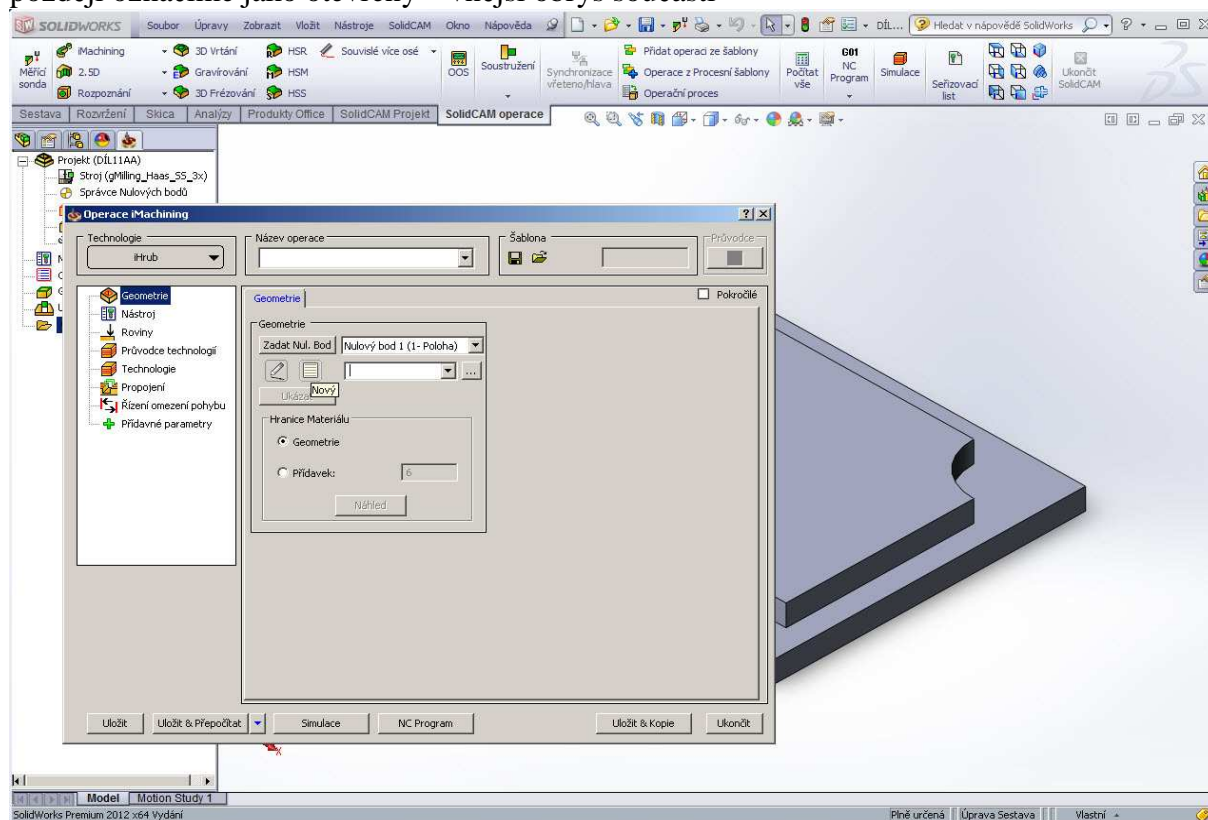 později označíme jako otevřený – vnější obrys součásti
SOLIDWORKS Soubor Úpravy Zobrazit Vložit Nástroje SolidCAM Okno Nápověda DÍL... Hledat v nápovědě SolidWorks
Měřící sonda
iMachining
2.5D
Rozpoznání
3D Vrtání
Gravírování
3D Frézování
HSR
HSM
HSS
Souvislé více osé
OOS
Soustružení
Synchronizace vřeteno/hlava
Přidat operaci ze šablony
Operace z Procesní šablony
Operační proces
Počítat vše
G01
NC
Program
Simulace
Seřizovací list
Ukončit SolidCAM
Sestava Rozvržení Skica Analýzy Produkty Office SolidCAM Projekt SolidCAM operace
Projekt (DÍL11AA)
Stroj (gMilling_Haas_SS_3x)
Správce Nulových bodů
Operace iMachining
Technologie
iHrub
Název operace
Šablona
Průvodce
Geometrie
Nástroj
Roviny
Průvodce technologií
Technologie
Propojení
Řízení omezení pohybu
Přídavné parametry
Geometrie
Pokročilé
Geometrie
Zadat Nul. Bod Nulový bod 1 (1- Poloha)
...
Nový
Hranice Materiálu
Geometrie
Přídavek: 6
Náhled
Uložit Uložit & Přepočítat Simulace NC Program Uložit & Kopie Ukončit
X
Model Motion Study 1
SolidWorks Premium 2012 x64 Vydání Plně určená Úprava Sestava Vlastní